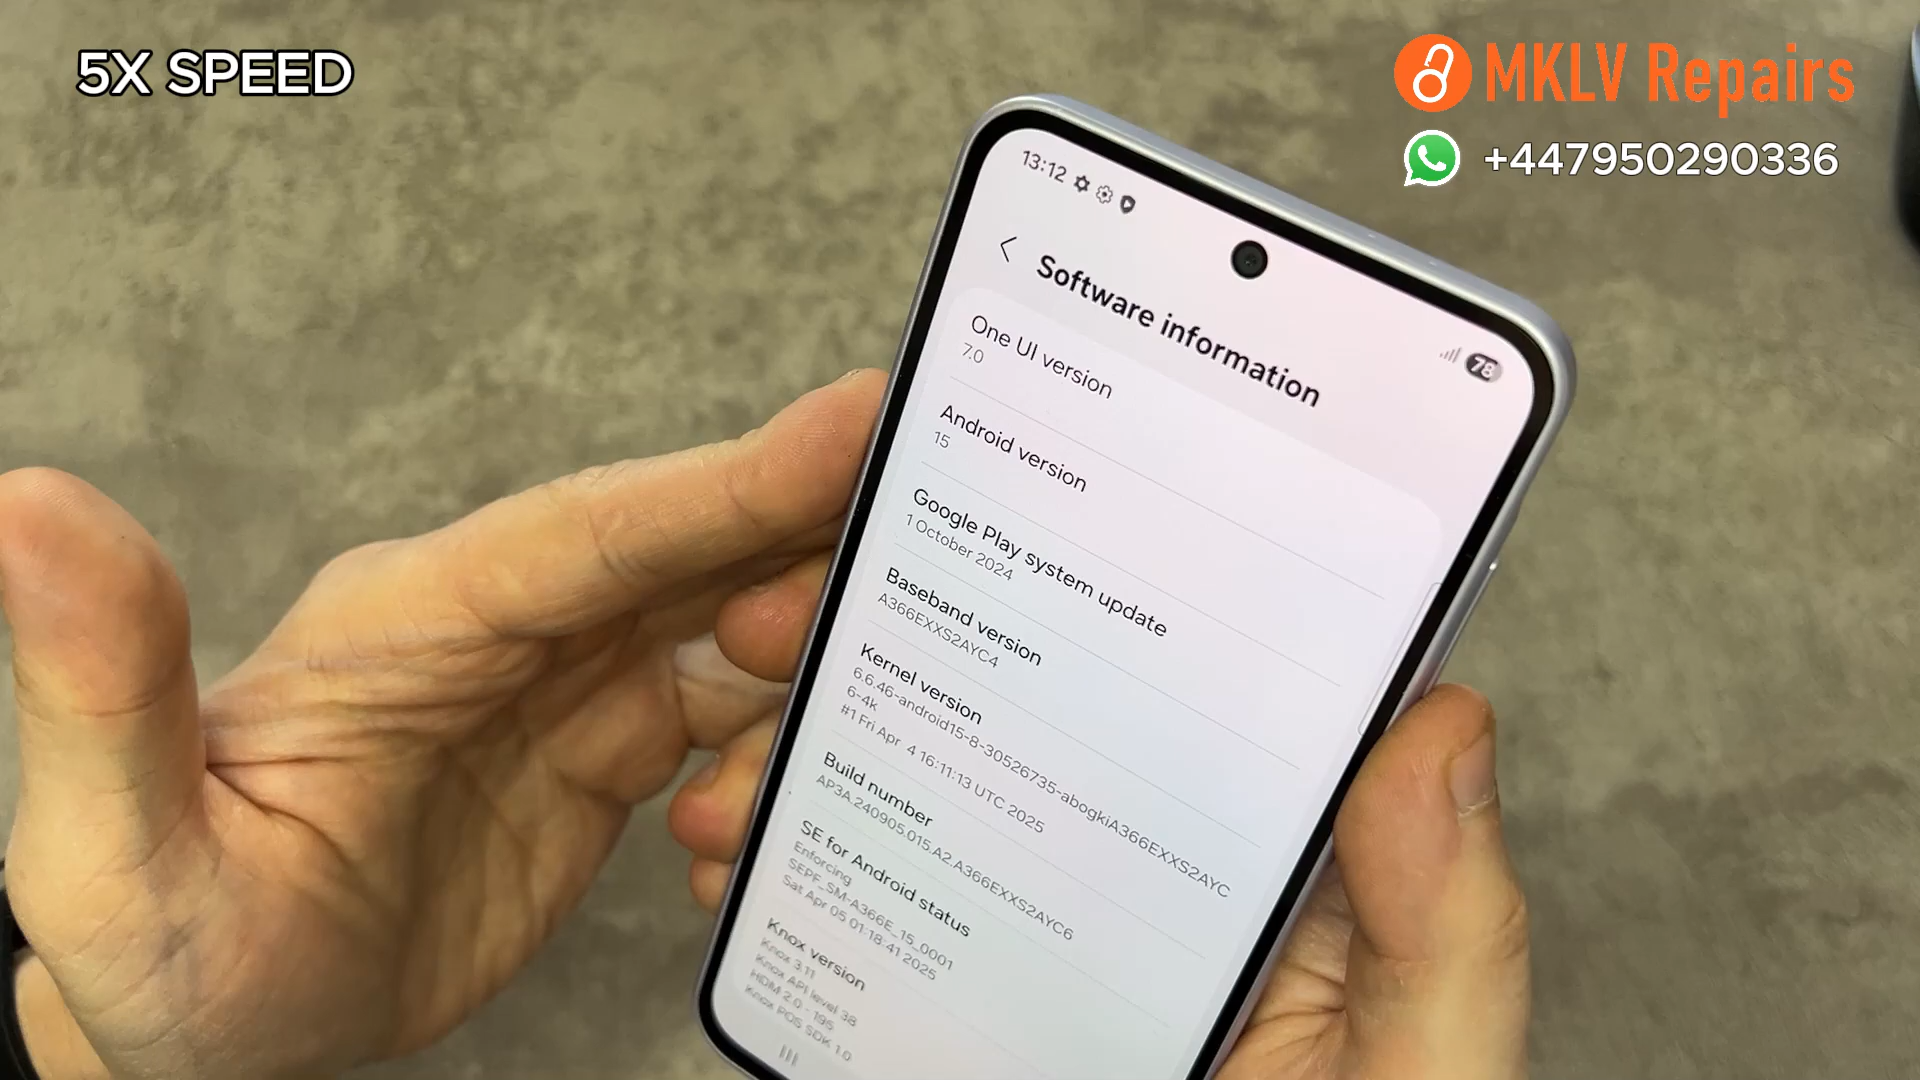 5X SPEED
MKLV Repairs
+447950290336
13:12
78
Software information
One UI version
7.0
Android version
15
Google Play system update
1 October 2024
Baseband version
A366EXXS2AYC4
Kernel version
6.6.46-android15-8-30526735-abogkiA366EXXS2AYC
6-4k
#1 Fri Apr 4 16:11:13 UTC 2025
Build number
AP3A.240905.015.A2.A366EXXS2AYC6
SE for Android status
Enforcing
SEPF_SM-A366E_15_0001
Sat Apr 05 01:18:41 2025
Knox version
Knox 3.11
Knox API level 38
HDM 2.0 - 195
Knox POS SDK 1.0